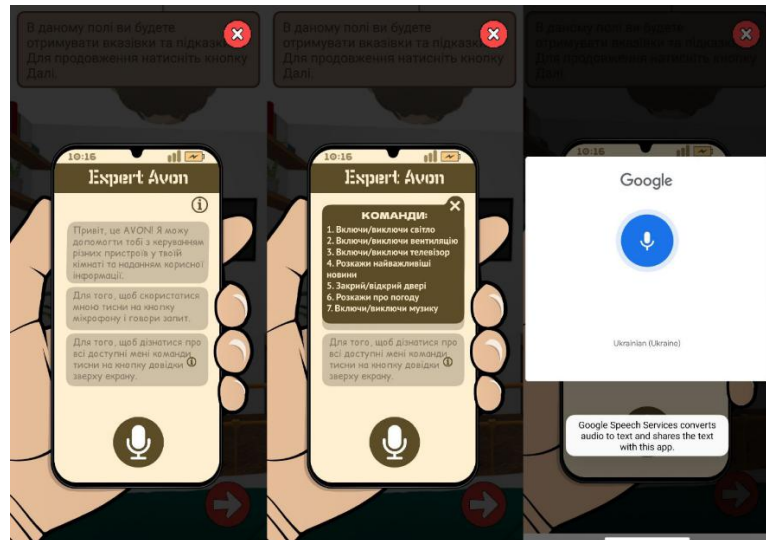 В даному полі ви будете
отримувати вказівки та підказки.
Для продовження натисніть кнопку
Далі.
10:16
Expert Avon
Привіт, це AVON! Я можу
допомогти тобі з керуванням
різних пристроїв у твоїй
кімнаті та наданням корисної
інформації.
Для того, щоб скористатися
мною тисни на кнопку
мікрофону і говори запит.
Для того, щоб дізнатися про
всі доступні мені команди
тисни на кнопку довідки
зверху екрану.
В даному полі ви будете
отримувати вказівки та підказки.
Для продовження натисніть кнопку
Далі.
10:16
Expert Avon
КОМАНДИ:
1. Включи/виключи світло
2. Включи/виключи вентиляцію
3. Включи/виключи телевізор
4. Розкажи найважливіші
новини
5. Закрий/відкрий двері
6. Розкажи про погоду
7. Включи/виключи музику
Для того, щоб дізнатися про
всі доступні мені команди
тисни на кнопку довідки
зверху екрану.
В даному полі ви будете
отримувати вказівки та підказки.
Для продовження натисніть кнопку
Далі.
10:16
Google
Ukrainian (Ukraine)
Google Speech Services converts
audio to text and shares the text
with this app.